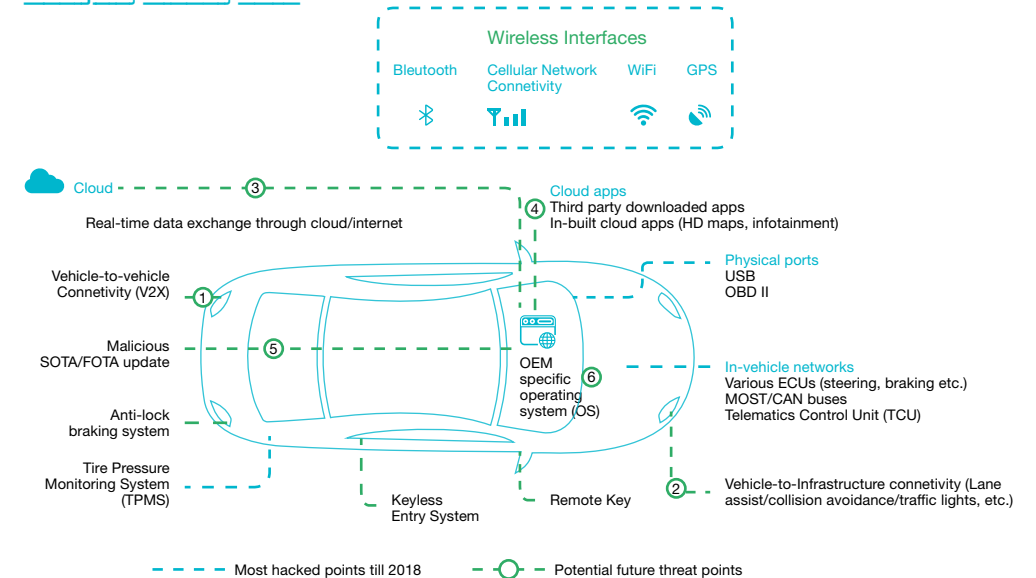 Wireless Interfaces
Bleutooth
Cellular Network
Connetivity
WiFi
GPS
Cloud
3
Real-time data exchange through cloud/internet
4
Cloud apps
Third party downloaded apps
In-built cloud apps (HD maps, infotainment)
Vehicle-to-vehicle
Connetivity (V2X)
1
Physical ports
USB
OBD II
Malicious
SOTA/FOTA update
5
OEM
specific
operating
system (OS)
6
In-vehicle networks
Various ECUs (steering, braking etc.)
MOST/CAN buses
Telematics Control Unit (TCU)
Anti-lock
braking system
Tire Pressure
Monitoring System
(TPMS)
Keyless
Entry System
Remote Key
2
Vehicle-to-Infrastructure connetivity (Lane
assist/collision avoidance/traffic lights, etc.)
Most hacked points till 2018
Potential future threat points